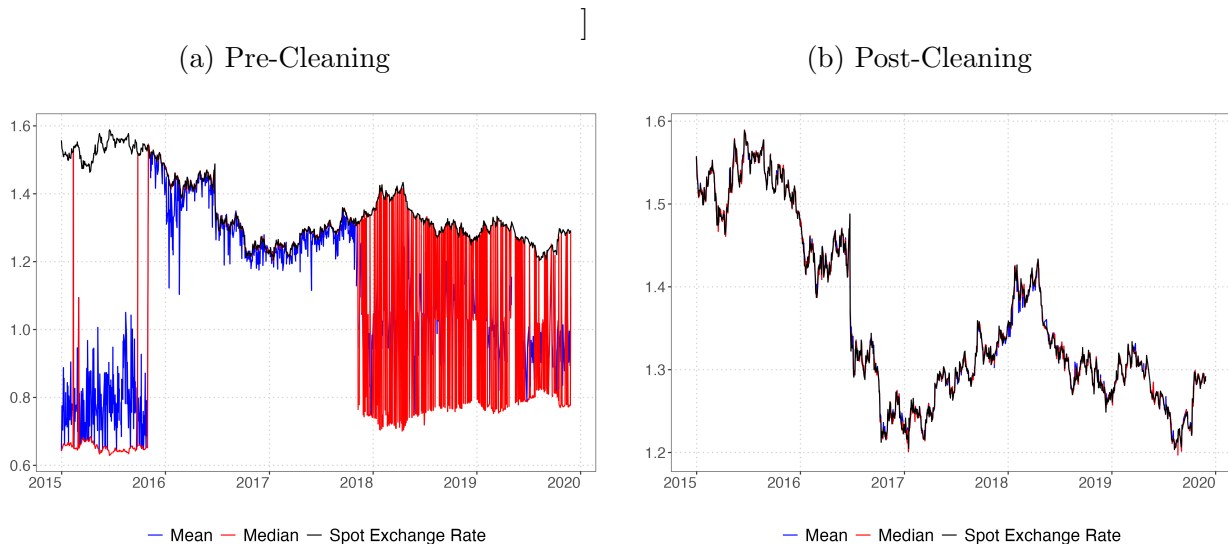 ]
(a) Pre-Cleaning
(b) Post-Cleaning
1.6
1.4
1.2
1.0
0.8
0.6
2015 2016 2017 2018 2019 2020
Mean Median Spot Exchange Rate
1.6
1.5
1.4
1.3
1.2
2015 2016 2017 2018 2019 2020
Mean Median Spot Exchange Rate